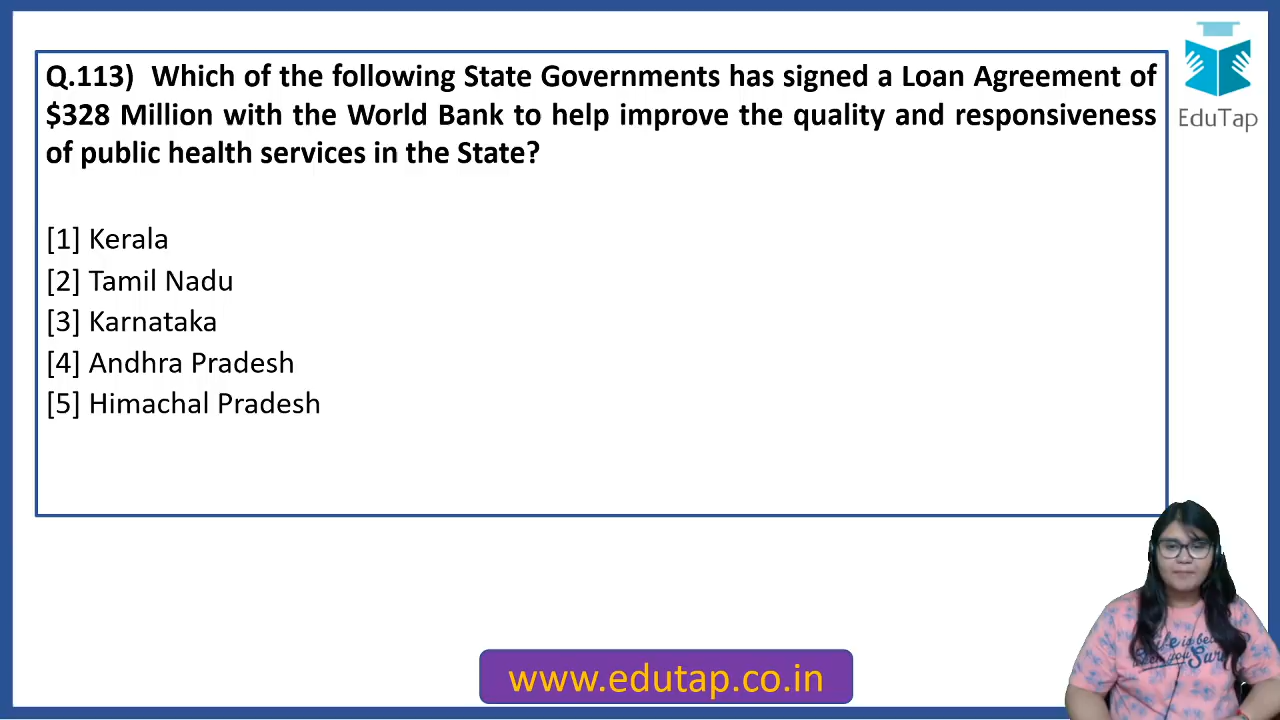 Q.113) Which of the following State Governments has signed a Loan Agreement of
$328 Million with the World Bank to help improve the quality and responsiveness
of public health services in the State?
EduTap
[1] Kerala
[2] Tamil Nadu
[3] Karnataka
[4] Andhra Pradesh
[5] Himachal Pradesh
www.edutap.co.in